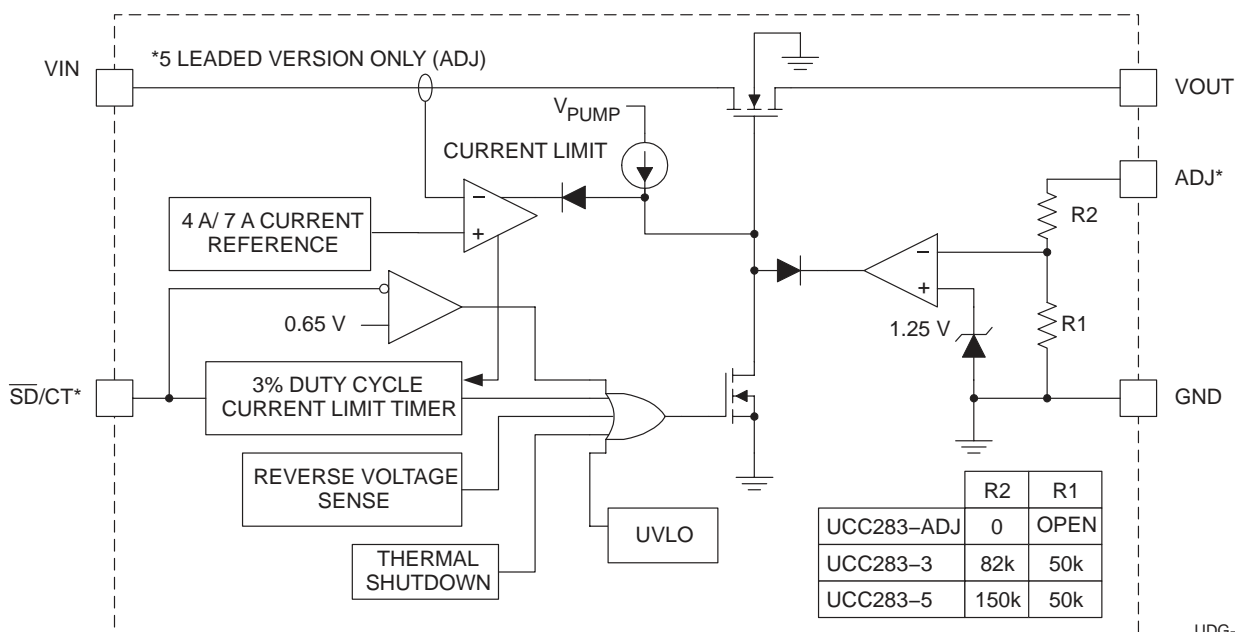 *5 LEADED VERSION ONLY (ADJ)
VIN
VOUT
VPUMP
CURRENT LIMIT
ADJ*
4 A/ 7 A CURRENT
REFERENCE
−
+
R2
−
+
0.65 V
1.25 V
R1
SD/CT*
3% DUTY CYCLE
CURRENT LIMIT TIMER
GND
REVERSE VOLTAGE
SENSE
UVLO
THERMAL
SHUTDOWN
R2 R1
UCC283−ADJ 0 OPEN
UCC283−3 82k 50k
UCC283−5 150k 50k
UDG-